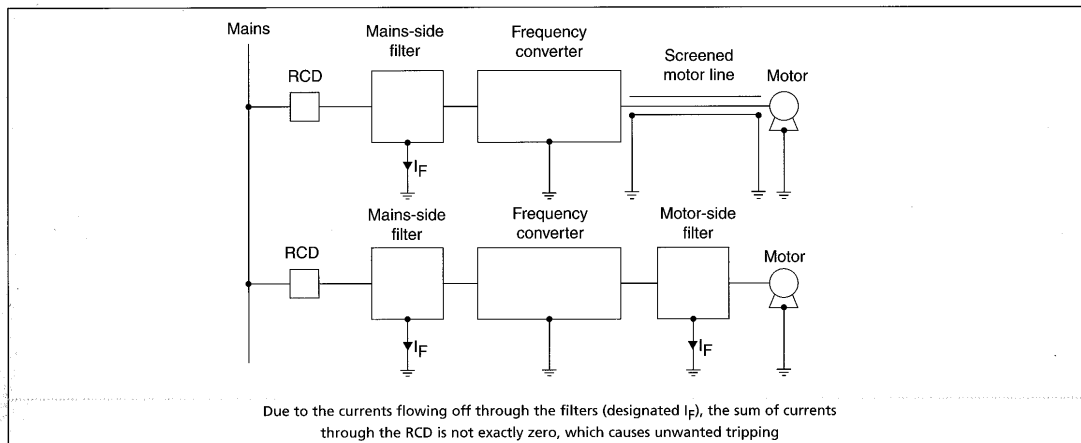 Mains
Mains-side
filter
Frequency
converter
Screened
motor line
Motor
RCD
IF
Mains-side
filter
Frequency
converter
Motor-side
filter
Motor
RCD
IF
IF
Due to the currents flowing off through the filters (designated IF), the sum of currents
through the RCD is not exactly zero, which causes unwanted tripping